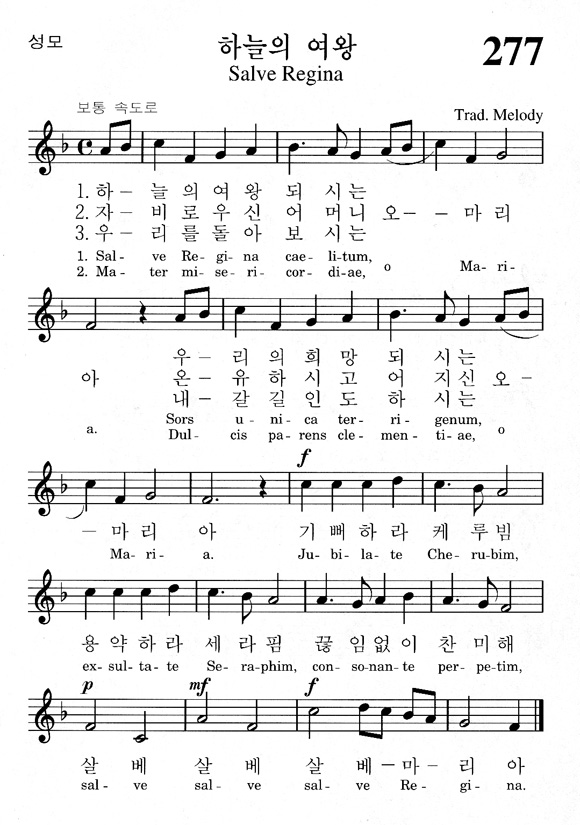 성모
하늘의 여왕
277
Salve Regina
보통 속도로
Trad. Melody
1. 하 – 늘 의 여 왕 되 시 는
2. 자 – 비 로 우 신 어 머 니 오 – – 마 리
3. 우 – 리 를 돌 아 보 시 는
1. Sal - ve Re - gi - na cae - li - tum,
2. Ma - ter mi - se - ri - cor - di - ae, o Ma - ri -
우 – 리 의 희 망 되 시 는
아 온 – 유 하 시 고 어 지 신 오 –
내 – 갈 길 인 도 하 시 는
Sors u - ni - ca ter - ri - genum,
a. Dul - cis pa - rens cle - men - ti - ae, o
f
– 마 리 아 기 뻐 하 라 케 루 빔
Ma - ri - a. Ju - bi - la - te Che - ru - bim,
용 약 하 라 세 라 핌 끊 임 없 이 찬 미 해
ex - sul - ta - te Se - ra - phim, con - so - nan - te per - pe - tim,
p mf f
살 베 살 베 살 베 – 마 – 리 아
sal - ve sal - ve sal - ve Re - gi - na.